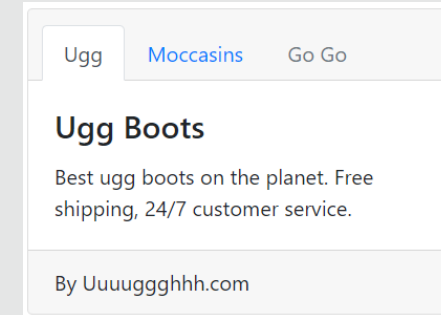 Ugg Moccasins Go Go
Ugg Boots
Best ugg boots on the planet. Free
shipping, 24/7 customer service.
By Uuuuggghhh.com